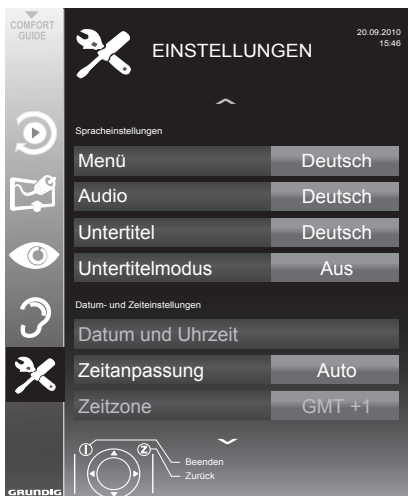 COMFORT
GUIDE
EINSTELLUNGEN
20.09.2010
15:46
Spracheinstellungen
Menü Deutsch
Audio Deutsch
Untertitel Deutsch
Untertitelmodus Aus
Datum- und Zeiteinstellungen
Datum und Uhrzeit
Zeitanpassung Auto
Zeitzone GMT +1
Beenden
Zurück
GRUNDIG